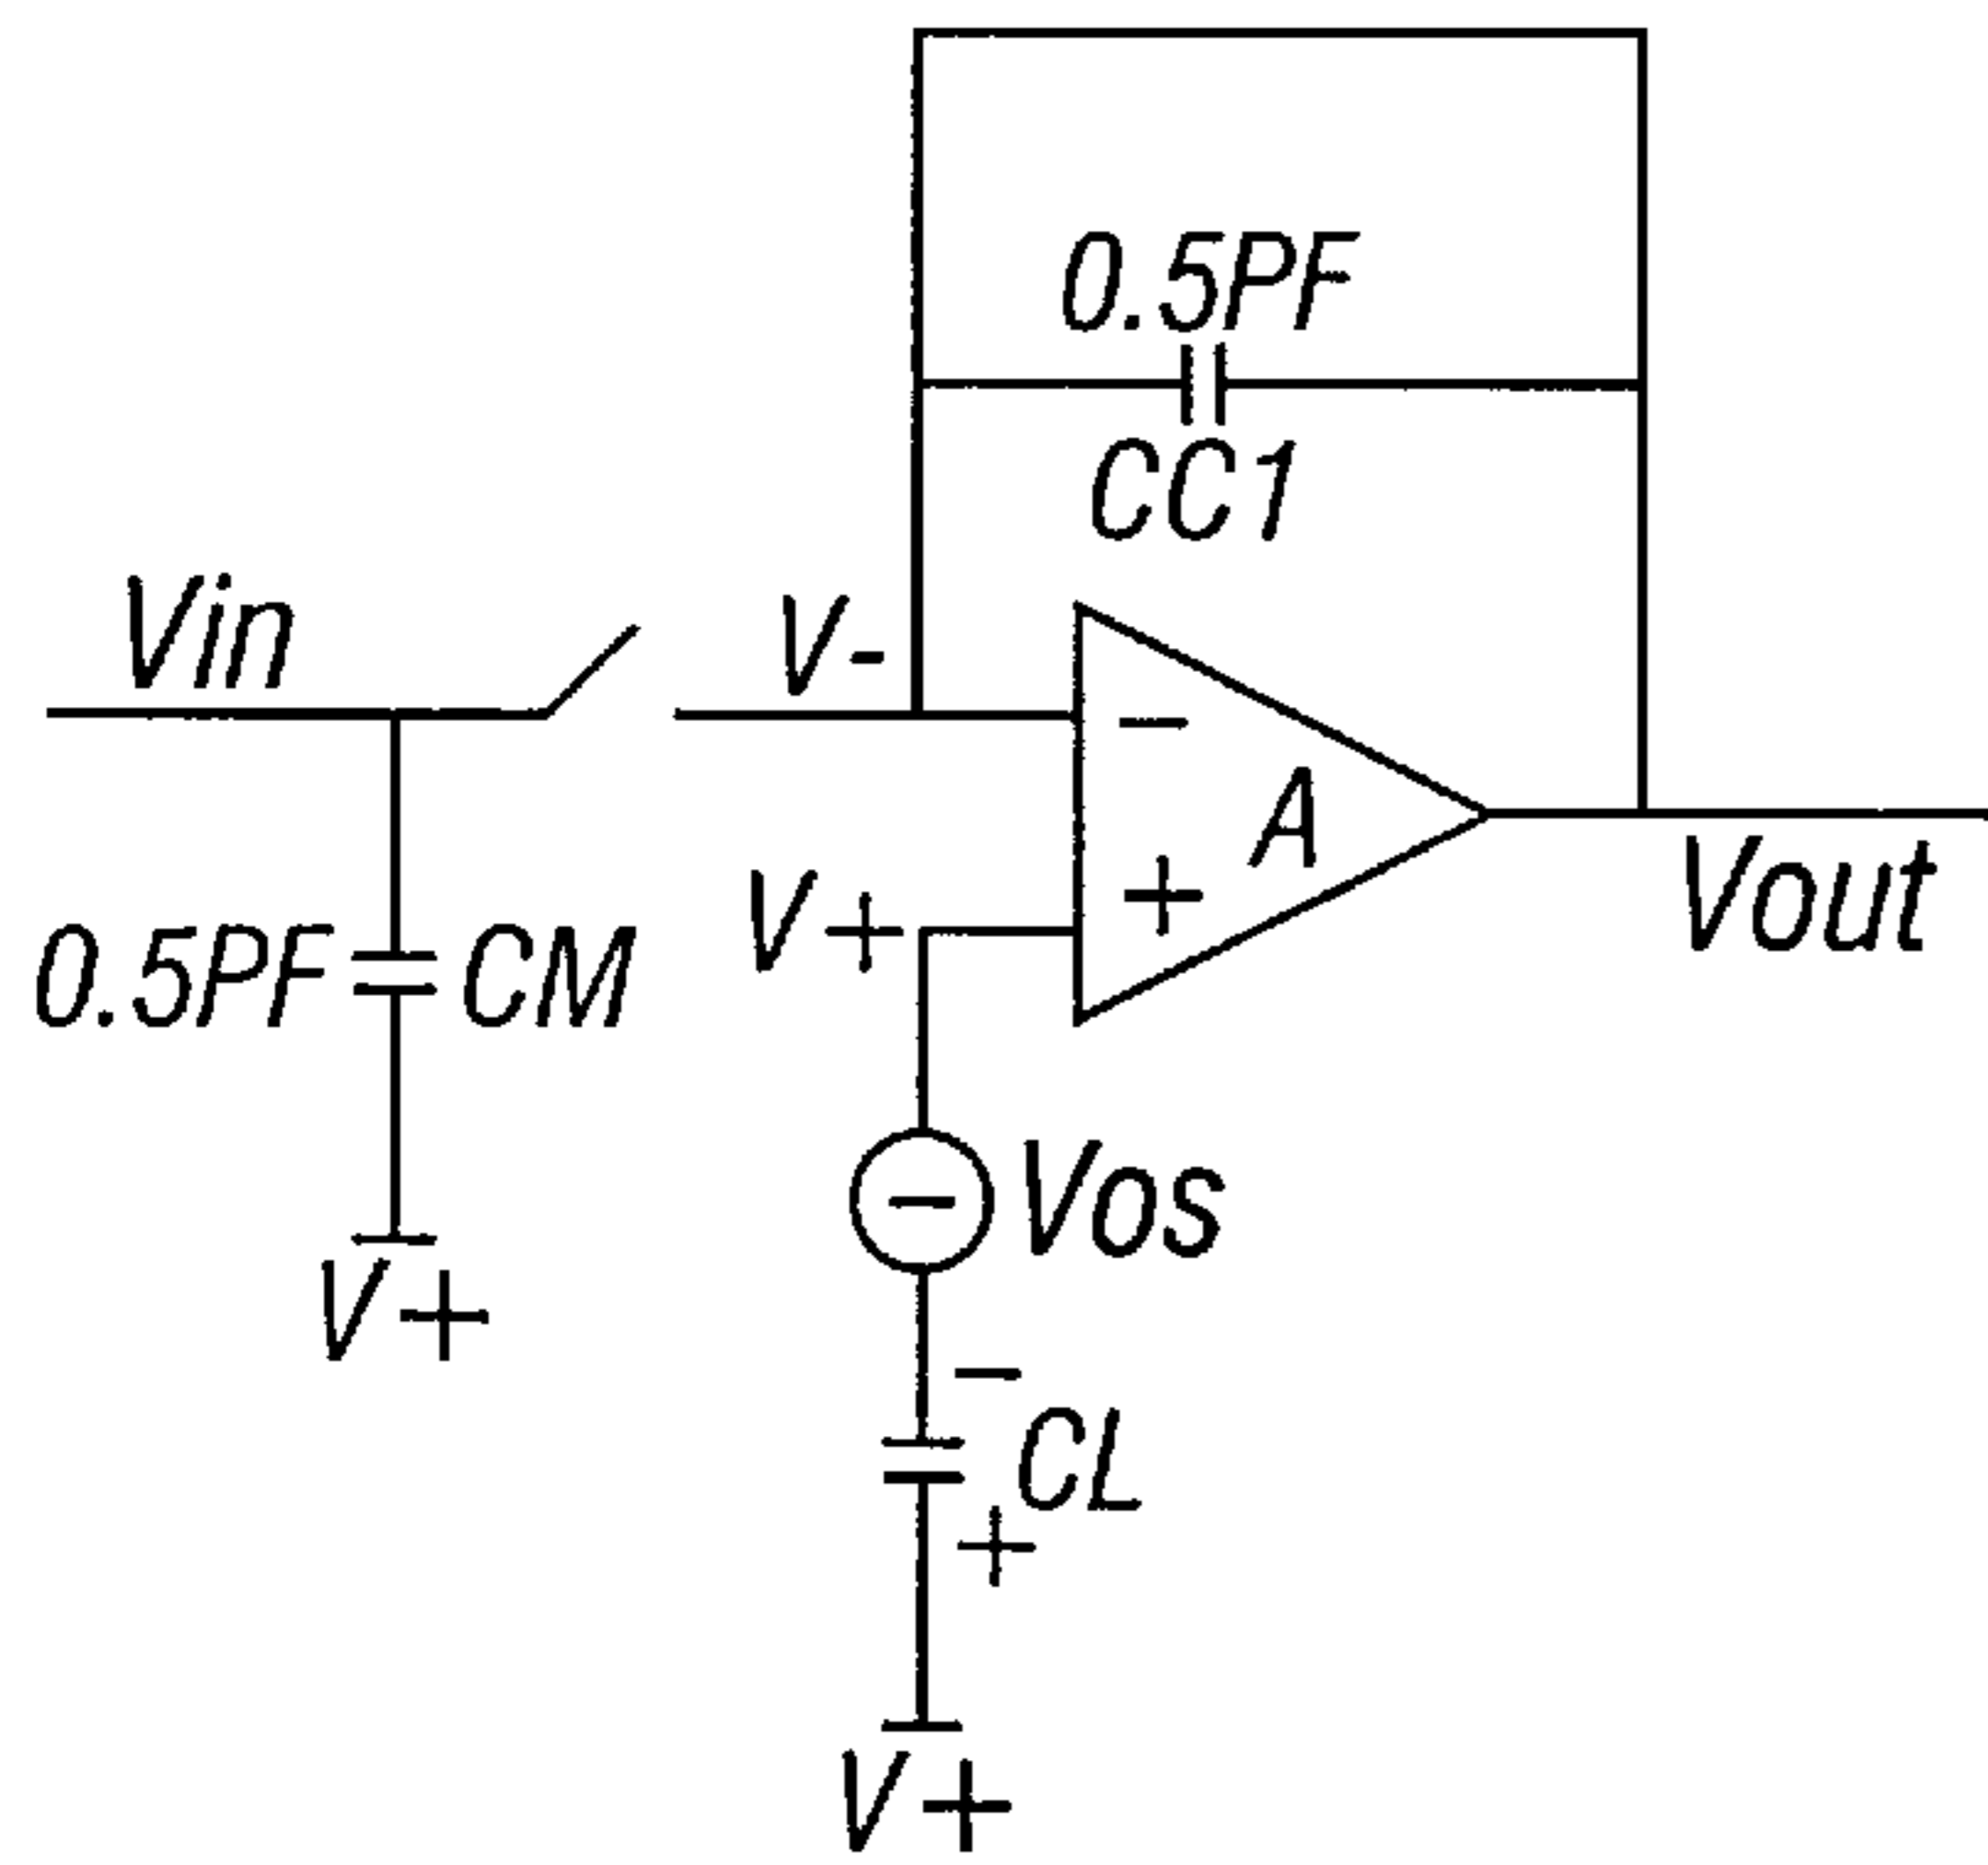 0.5PF
CC1
Vin
V-
-
A
V+
+
Vout
0.5PF CM
- Vos
V+
-
CL
+
V+